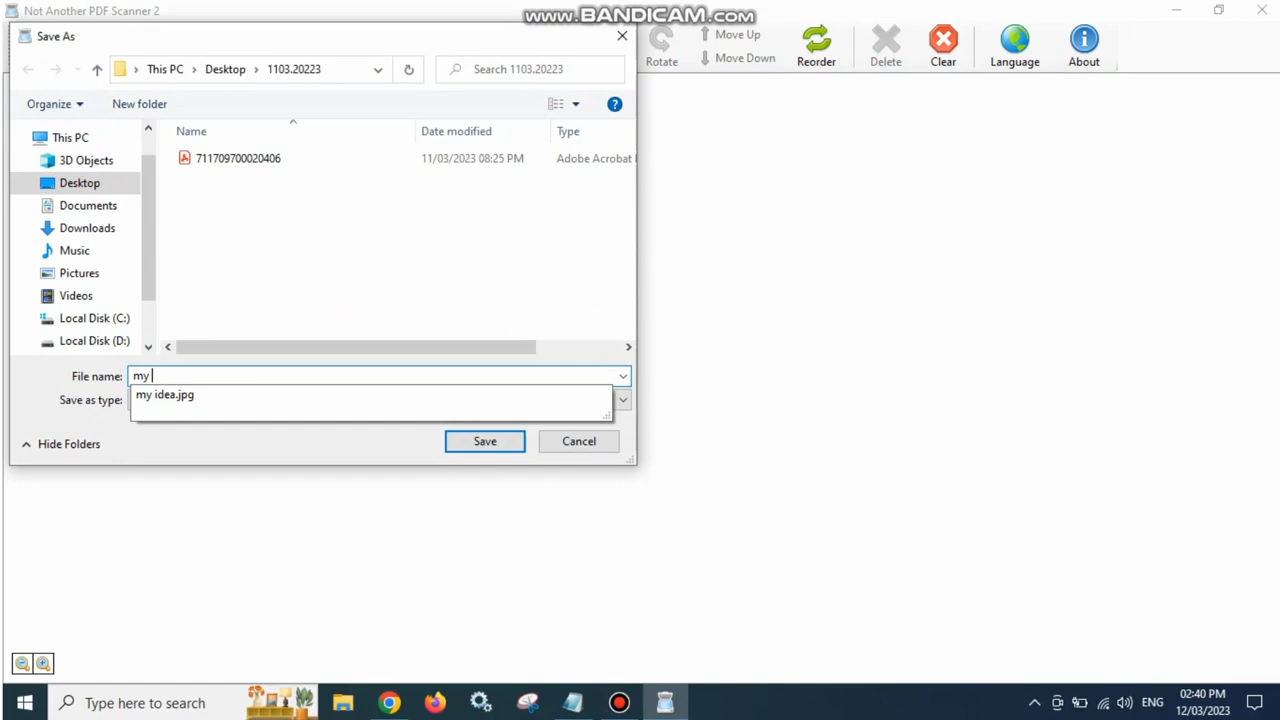 Not Another PDF Scanner 2
www.BANDICAM.com
Save As
Rotate
Move Up
Move Down
Reorder
Delete
Clear
Language
About
This PC > Desktop > 1103.20223
Search 1103.20223
Organize
New folder
Name
Date modified
Type
This PC
3D Objects
Desktop
Documents
Downloads
Music
Pictures
Videos
Local Disk (C:)
Local Disk (D:)
711709700020406
11/03/2023 08:25 PM
Adobe Acrobat
File name:
my
my idea.jpg
Save as type:
Hide Folders
Save
Cancel
Type here to search
ENG
02:40 PM
12/03/2023